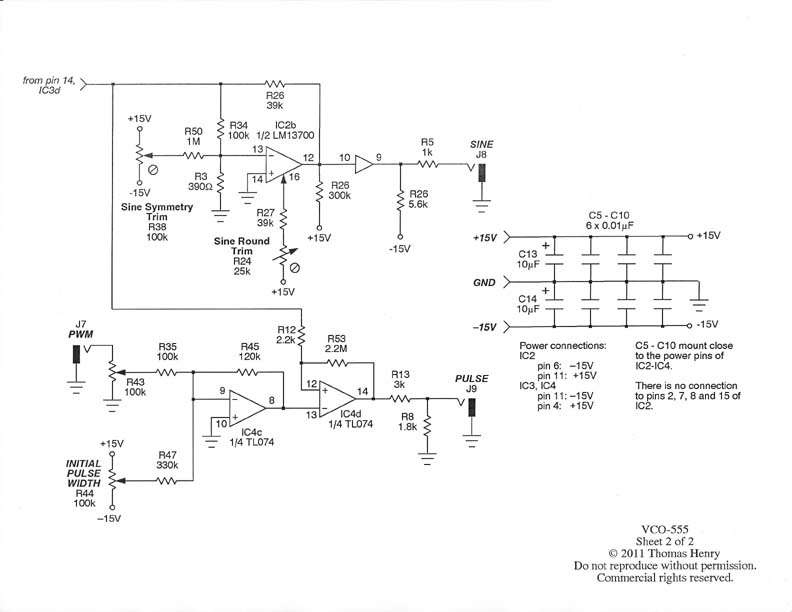 from pin 14,
IC3d
R26
39k
+15V
R50
1M
R34
100k
IC2b
1/2 LM13700
13
−
12
+
14
16
10
9
R5
1k
SINE
J8
R3
390Ω
-15V
Sine Symmetry
Trim
R38
100k
R27
39k
R26
300k
+15V
R26
5.6k
-15V
Sine Round
Trim
R24
25k
+15V
C5 - C10
6 x 0.01µF
+15V
+15V
+
C13
10µF
GND
+
C14
10µF
–15V
-15V
J7
PWM
R35
100k
R45
120k
R12
2.2k
R53
2.2M
R43
100k
9
−
8
+
10
IC4c
1/4 TL074
12
+
14
−
13
IC4d
1/4 TL074
R13
3k
PULSE
J9
R8
1.8k
+15V
R47
330k
INITIAL
PULSE
WIDTH
R44
100k
–15V
Power connections:
IC2
pin 6: –15V
pin 11: +15V
IC3, IC4
pin 11: –15V
pin 4: +15V
C5 - C10 mount close
to the power pins of
IC2-IC4.
There is no connection
to pins 2, 7, 8 and 15 of
IC2.
VCO-555
Sheet 2 of 2
© 2011 Thomas Henry
Do not reproduce without permission.
Commercial rights reserved.